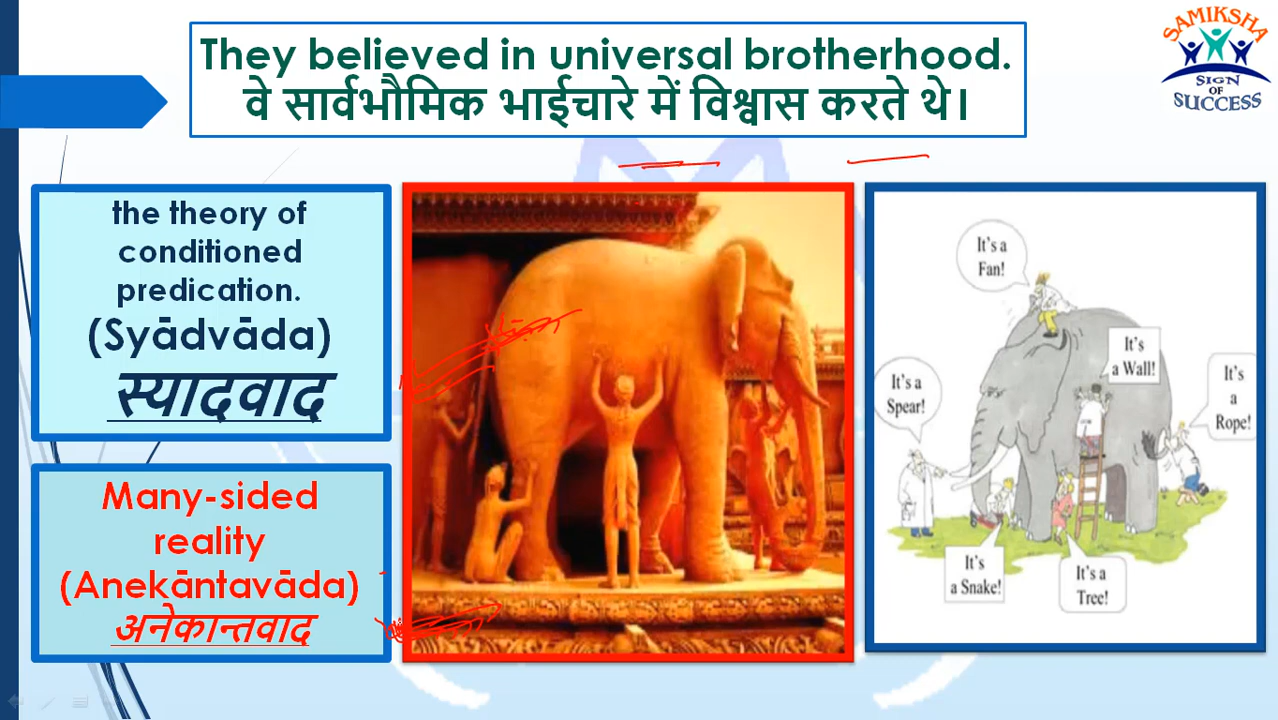 They believed in universal brotherhood.
वे सार्वभौमिक भाईचारे में विश्वास करते थे।
SAMIKSHA
SIGN
OF
SUCCESS
the theory of
conditioned
predication.
(Syādvāda)
स्यादवाद
Many-sided
reality
(Anekāntavāda)
अनेकान्तवाद
It's a
Fan!
It's
a Wall!
It's a
Spear!
It's
a
Rope!
It's
a Snake!
It's a
Tree!